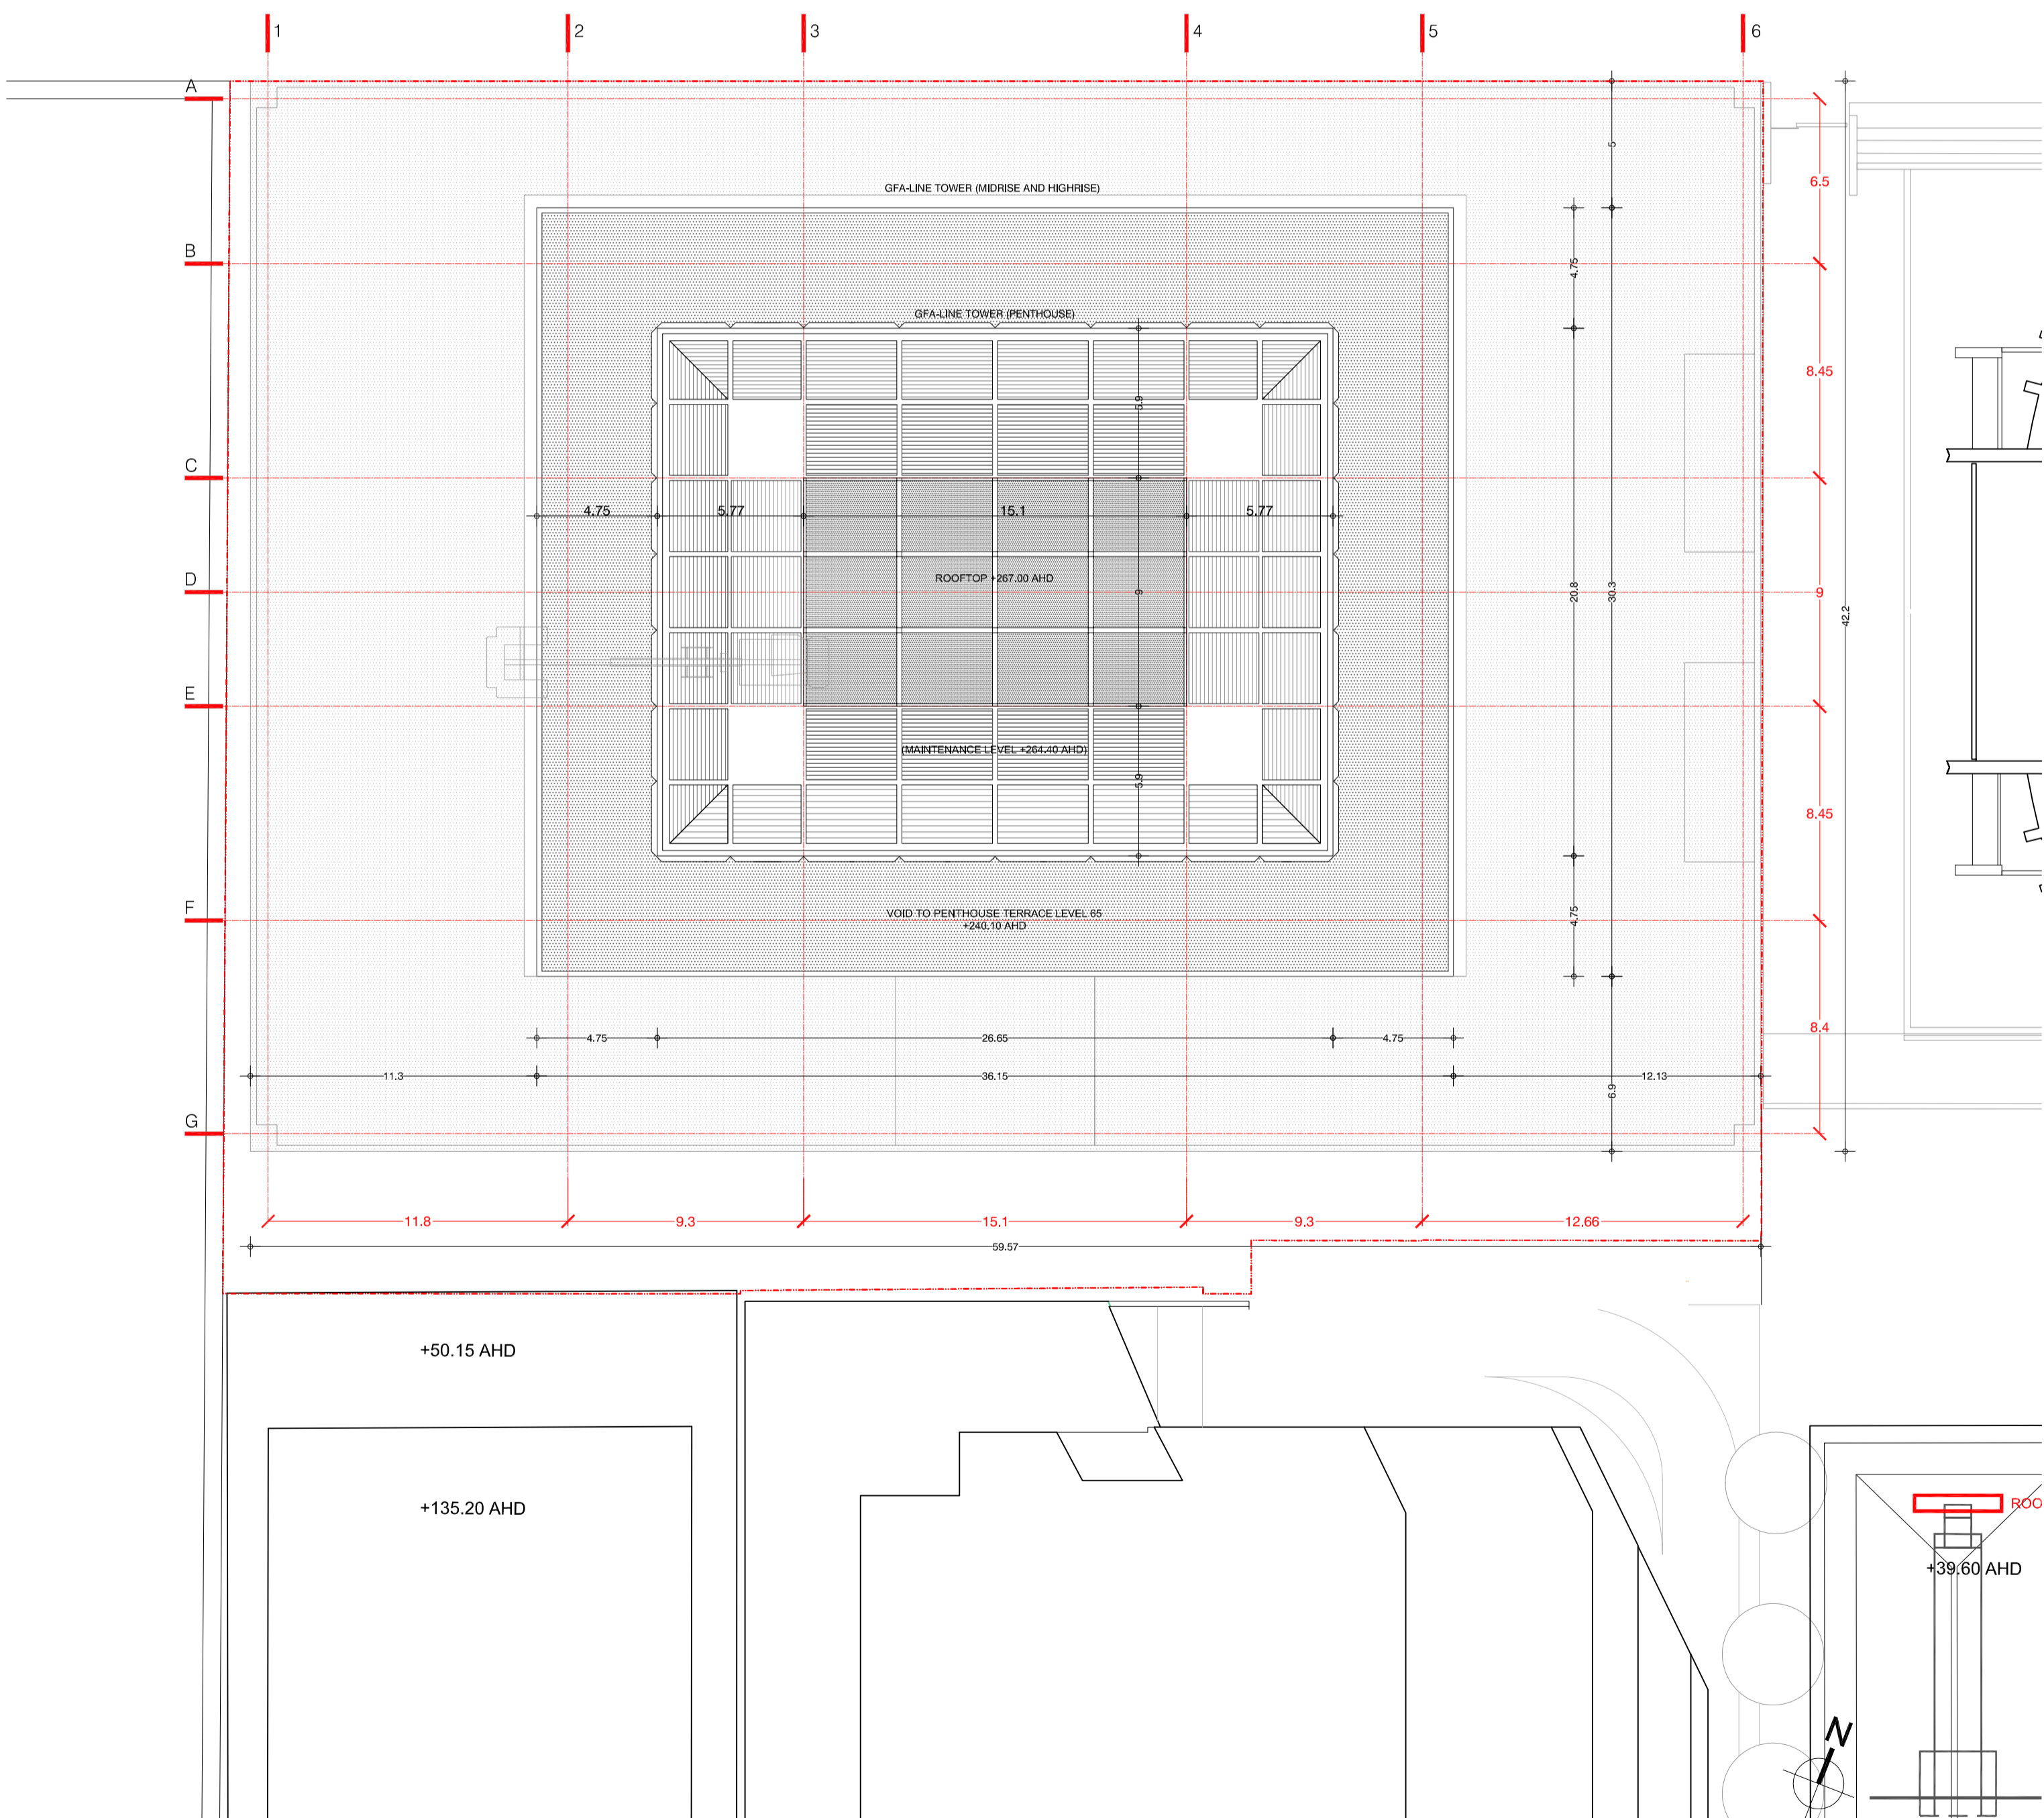 1
2
3
4
5
6
A
B
C
D
E
F
G
GFA-LINE TOWER (MIDRISE AND HIGHRISE)
GFA-LINE TOWER (PENTHOUSE)
5
6.5
4.75
8.45
5.9
4.75
5.77
15.1
5.77
ROOFTOP +267.00 AHD
9
20.8
30.3
9
42.2
(MAINTENANCE LEVEL +264.40 AHD)
5.9
8.45
VOID TO PENTHOUSE TERRACE LEVEL 65
+240.10 AHD
4.75
8.4
4.75
26.65
4.75
11.3
36.15
12.13
6.9
11.8
9.3
15.1
9.3
12.66
59.57
+50.15 AHD
+135.20 AHD
ROO
+39.60 AHD
N